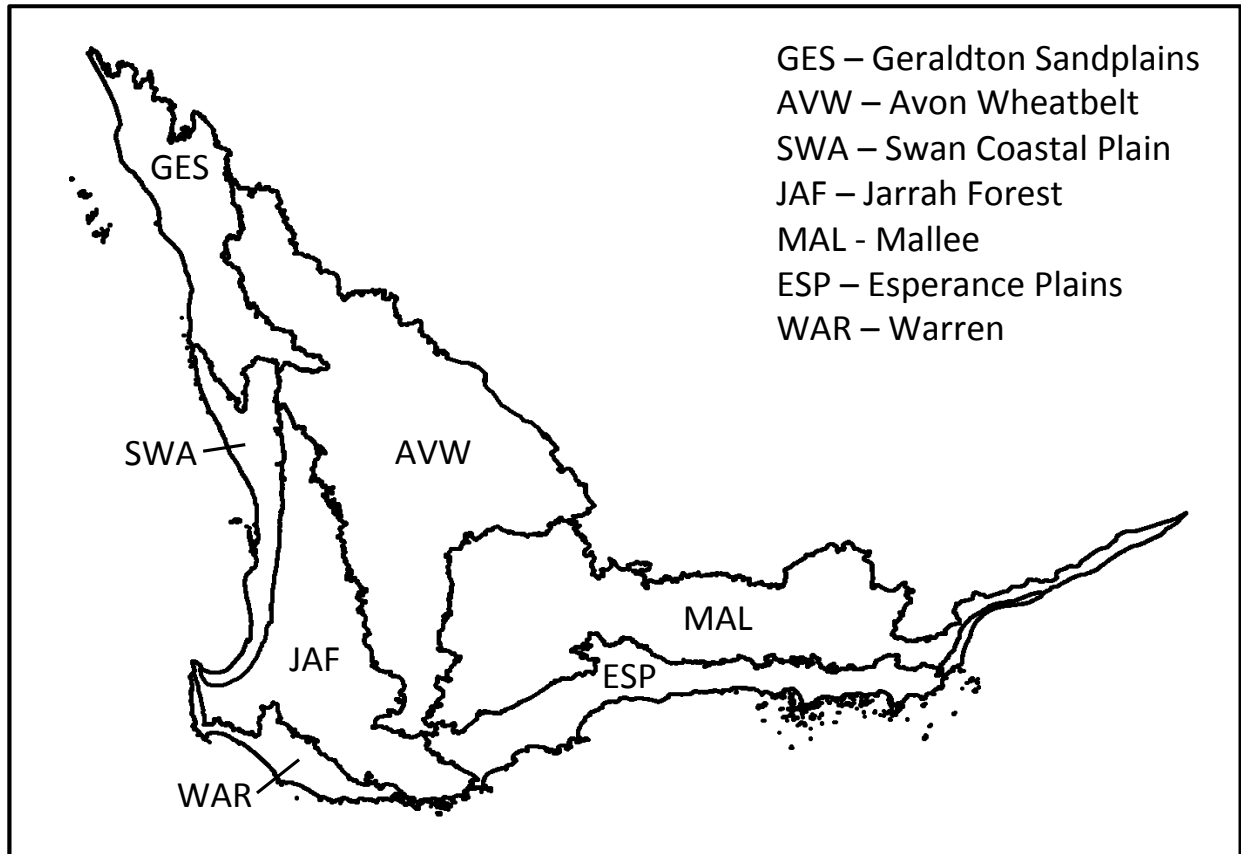 GES – Geraldton Sandplains
AVW – Avon Wheatbelt
SWA – Swan Coastal Plain
JAF – Jarrah Forest
MAL - Mallee
ESP – Esperance Plains
WAR – Warren
GES
SWA
AVW
MAL
JAF
ESP
WAR